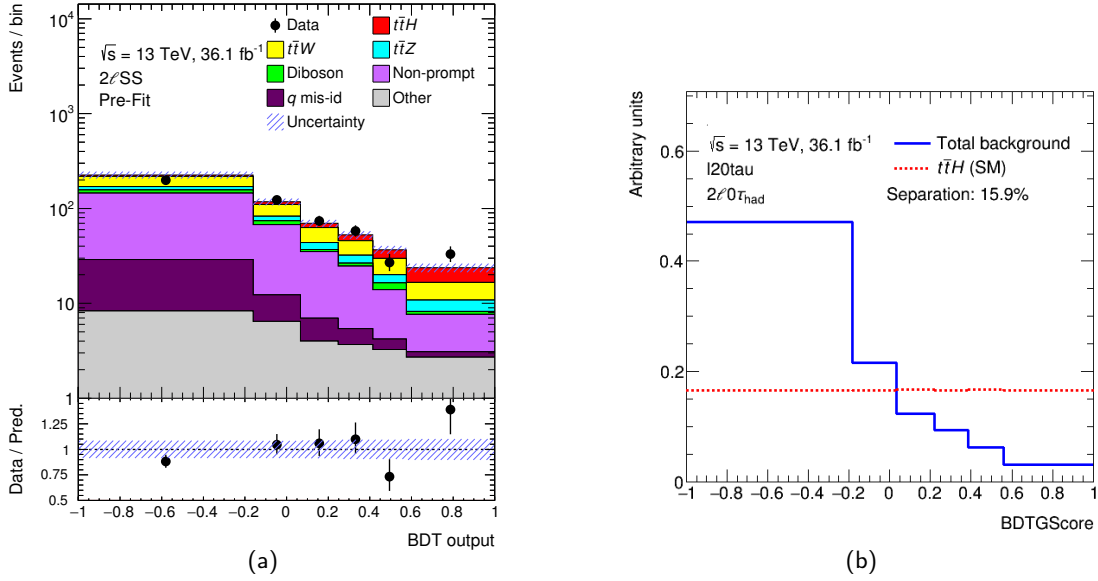 Events / bin
10⁴
10³
10²
10
1
√s = 13 TeV, 36.1 fb⁻¹
2ℓSS
Pre-Fit
Data
tt̄H
tt̄W
tt̄Z
Diboson
Non-prompt
q mis-id
Other
Uncertainty
Data / Pred.
1.25
1
0.75
0.5
−1 −0.8 −0.6 −0.4 −0.2 0 0.2 0.4 0.6 0.8 1
BDT output
(a)
Arbitrary units
0.6
0.4
0.2
0
√s = 13 TeV, 36.1 fb⁻¹
l20tau
2ℓ0τhad
Total background
tt̄H (SM)
Separation: 15.9%
−1 −0.8 −0.6 −0.4 −0.2 0 0.2 0.4 0.6 0.8 1
BDTGScore
(b)